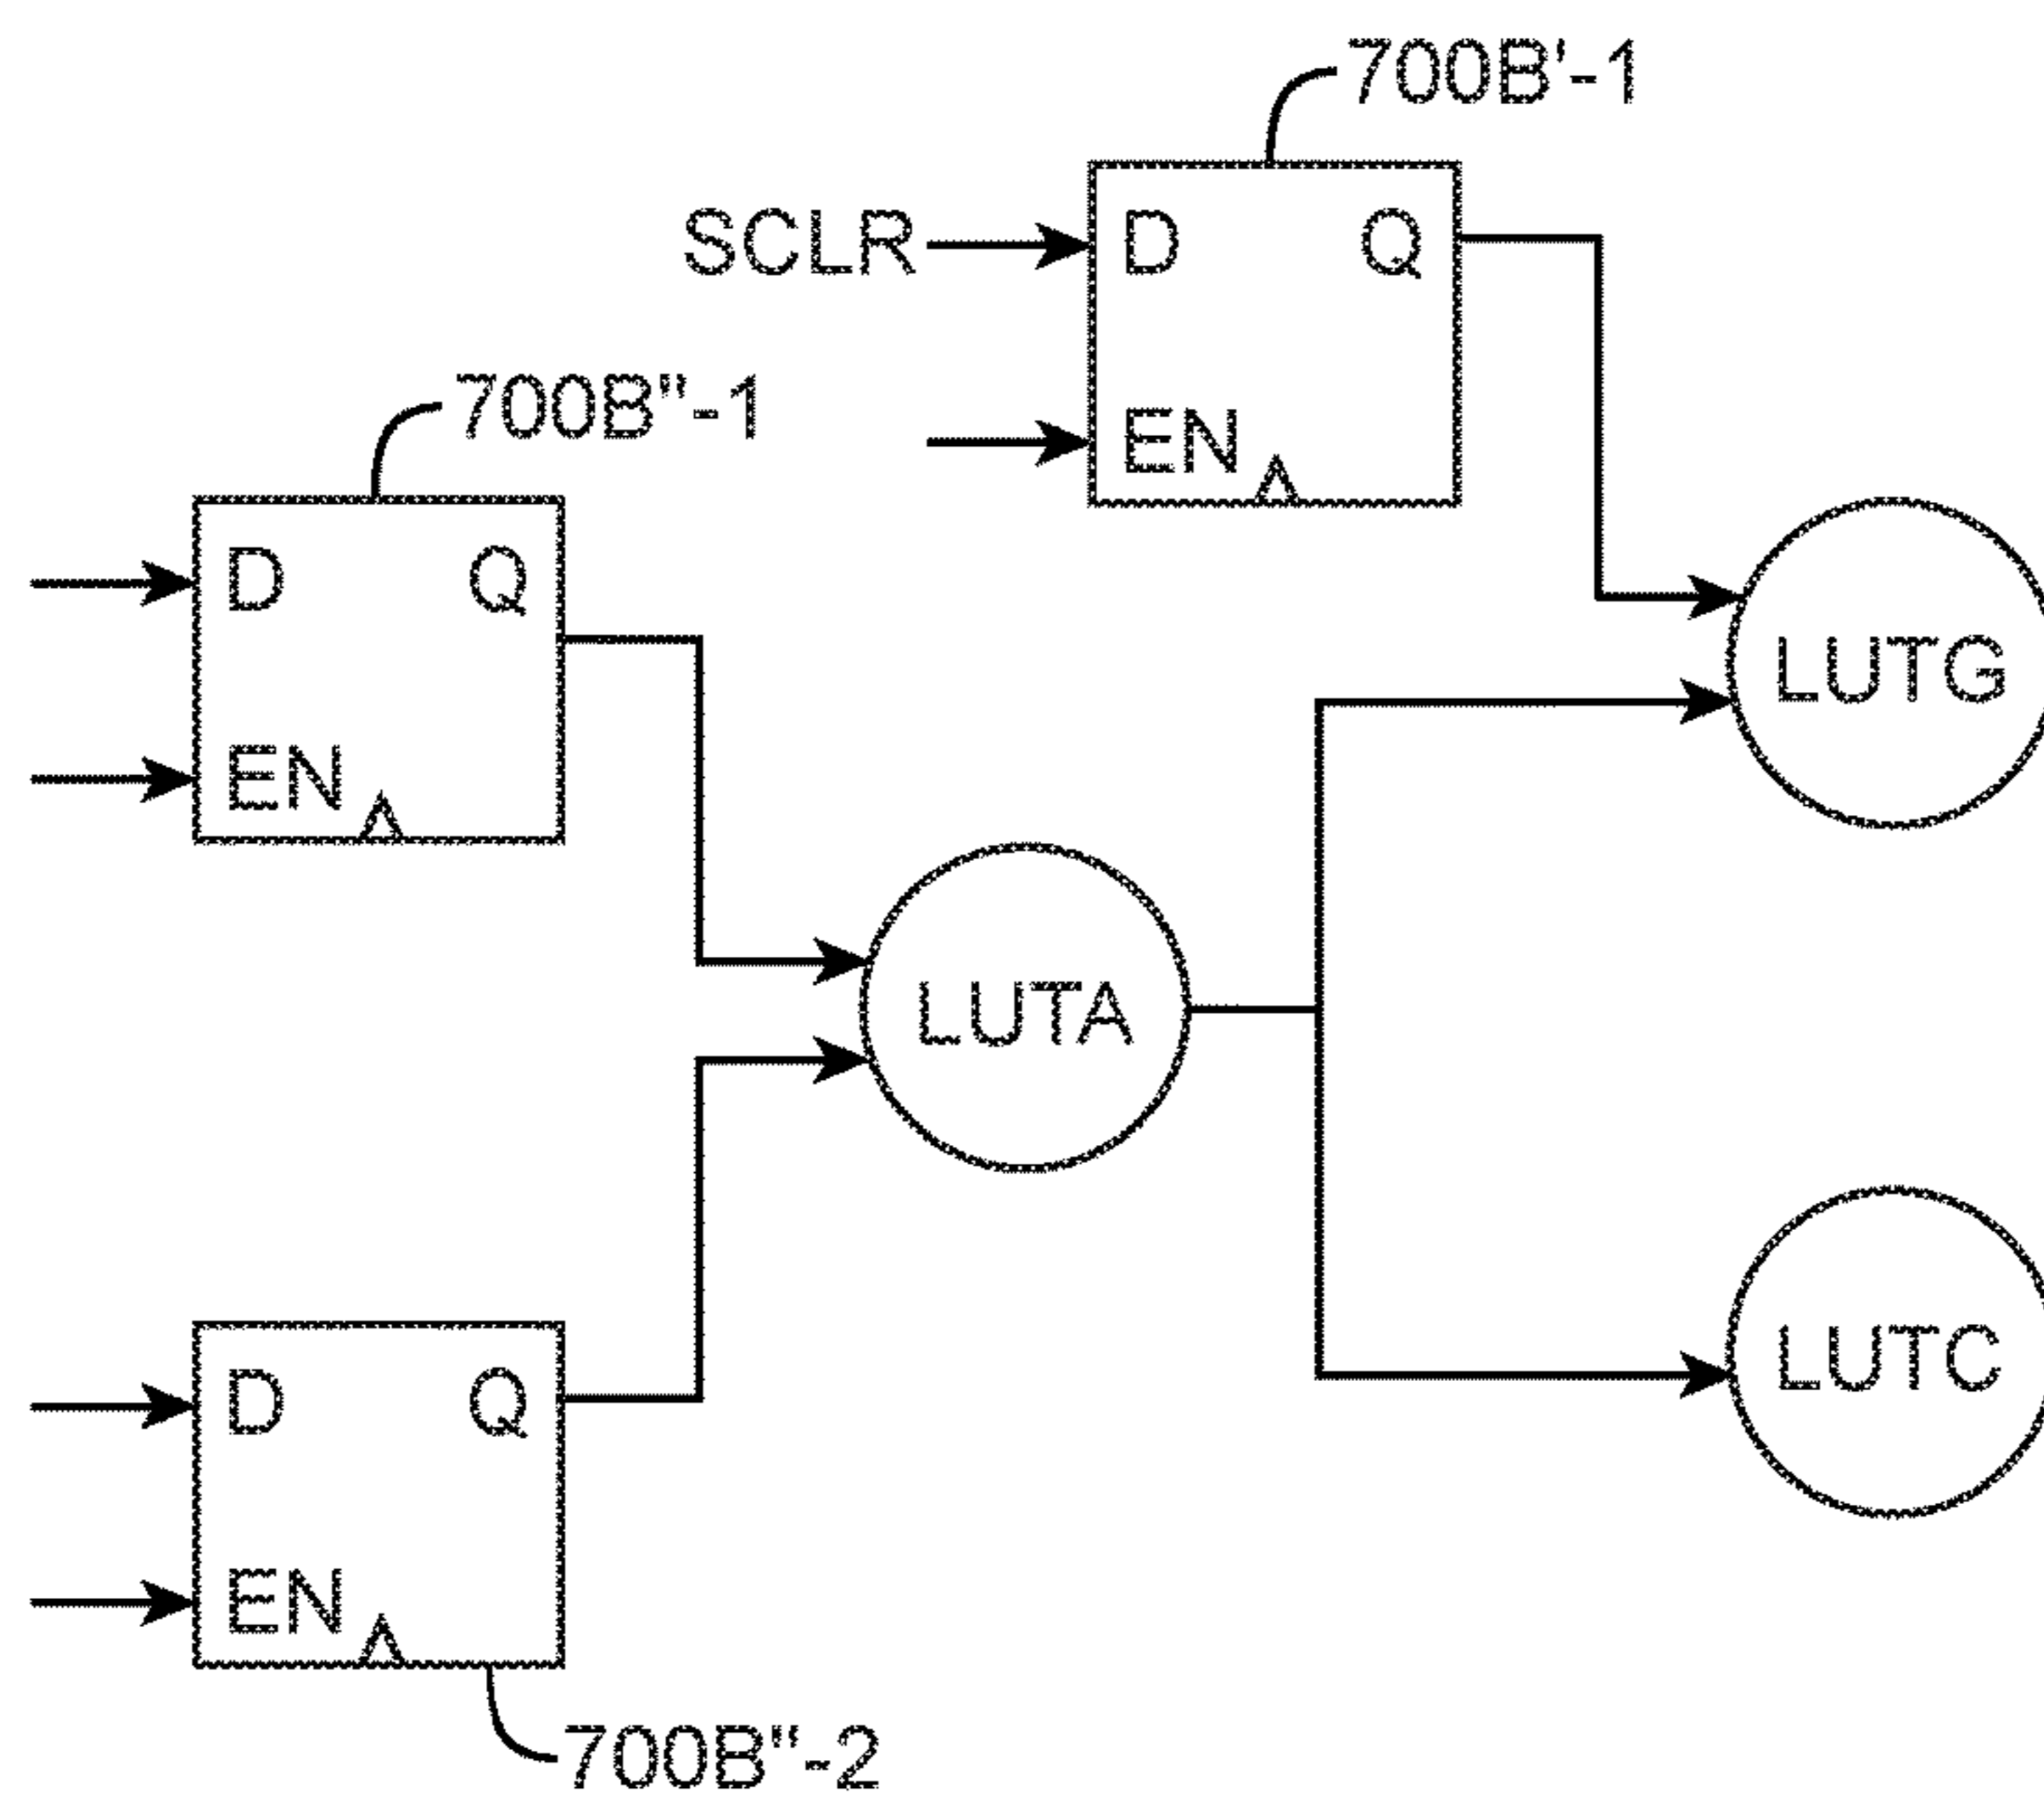 700B'-1
SCLR D Q
EN
700B"-1
D Q
EN
LUTG
LUTA
D Q
EN
LUTC
700B"-2